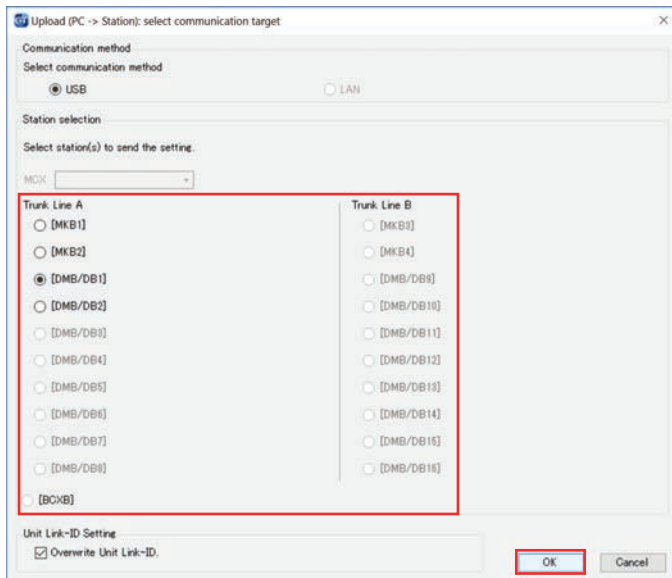 Upload (PC -> Station): select communication target
Communication method
Select communication method
USB
LAN
Station selection
Select station(s) to send the setting.
MGX
Trunk Line A
[MKB1]
[MKB2]
[DMB/DB1]
[DMB/DB2]
[DMB/DB3]
[DMB/DB4]
[DMB/DB5]
[DMB/DB6]
[DMB/DB7]
[DMB/DB8]
[BCXB]
Trunk Line B
[MKB3]
[MKB4]
[DMB/DB9]
[DMB/DB10]
[DMB/DB11]
[DMB/DB12]
[DMB/DB13]
[DMB/DB14]
[DMB/DB15]
[DMB/DB16]
Unit Link-ID Setting
Overwrite Unit Link-ID.
OK
Cancel